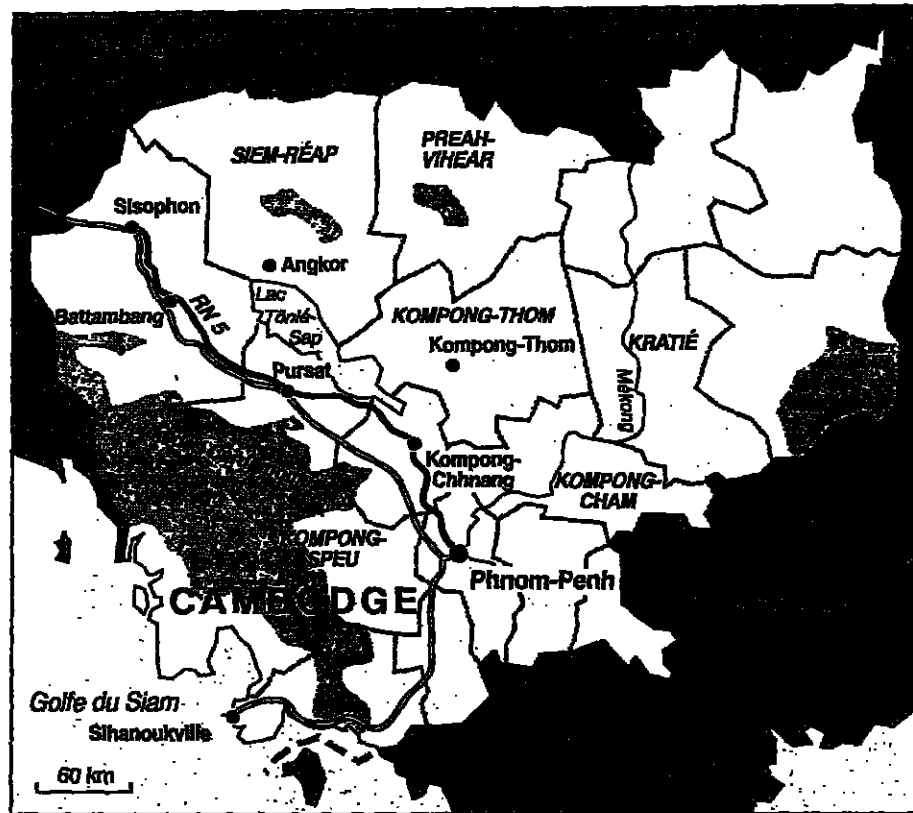 SIEM-RÉAP
PREAH-
VIHEAR
Sisophon
Angkor
Lac
Tônlé-
Sap
RN 5
Battambang
KOMPONG-THOM
Kompong-Thom
KRATIÉ
Pursat
Mékong
Kompong-
Chhnang
KOMPONG-
CHAM
KOMPONG-
SPEU
Phnom-Penh
CAMBODGE
Golfe du Siam
Sihanoukville
60 km